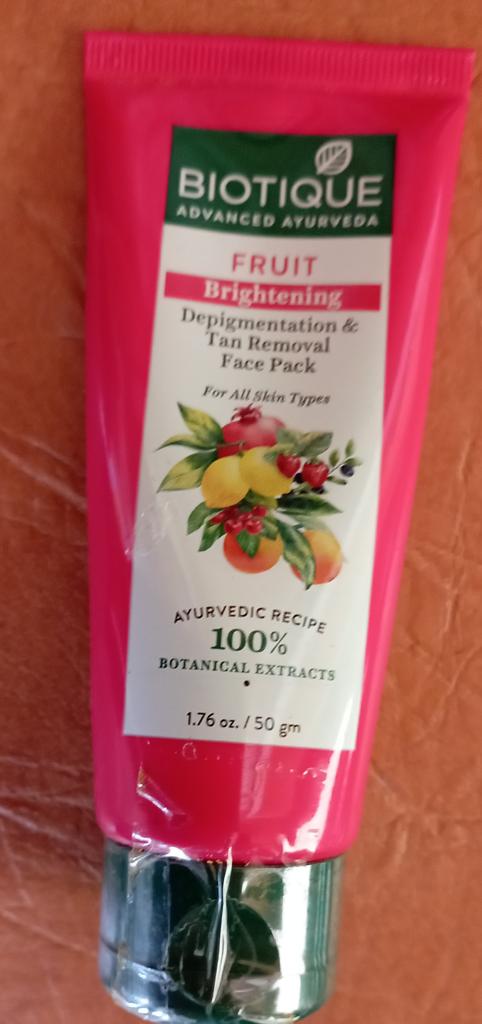 BIOTIQUE
ADVANCED AYURVEDA
FRUIT
Brightening
Depigmentation &
Tan Removal
Face Pack
For All Skin Types
AYURVEDIC RECIPE
100%
BOTANICAL EXTRACTS
1.76 oz. / 50 gm